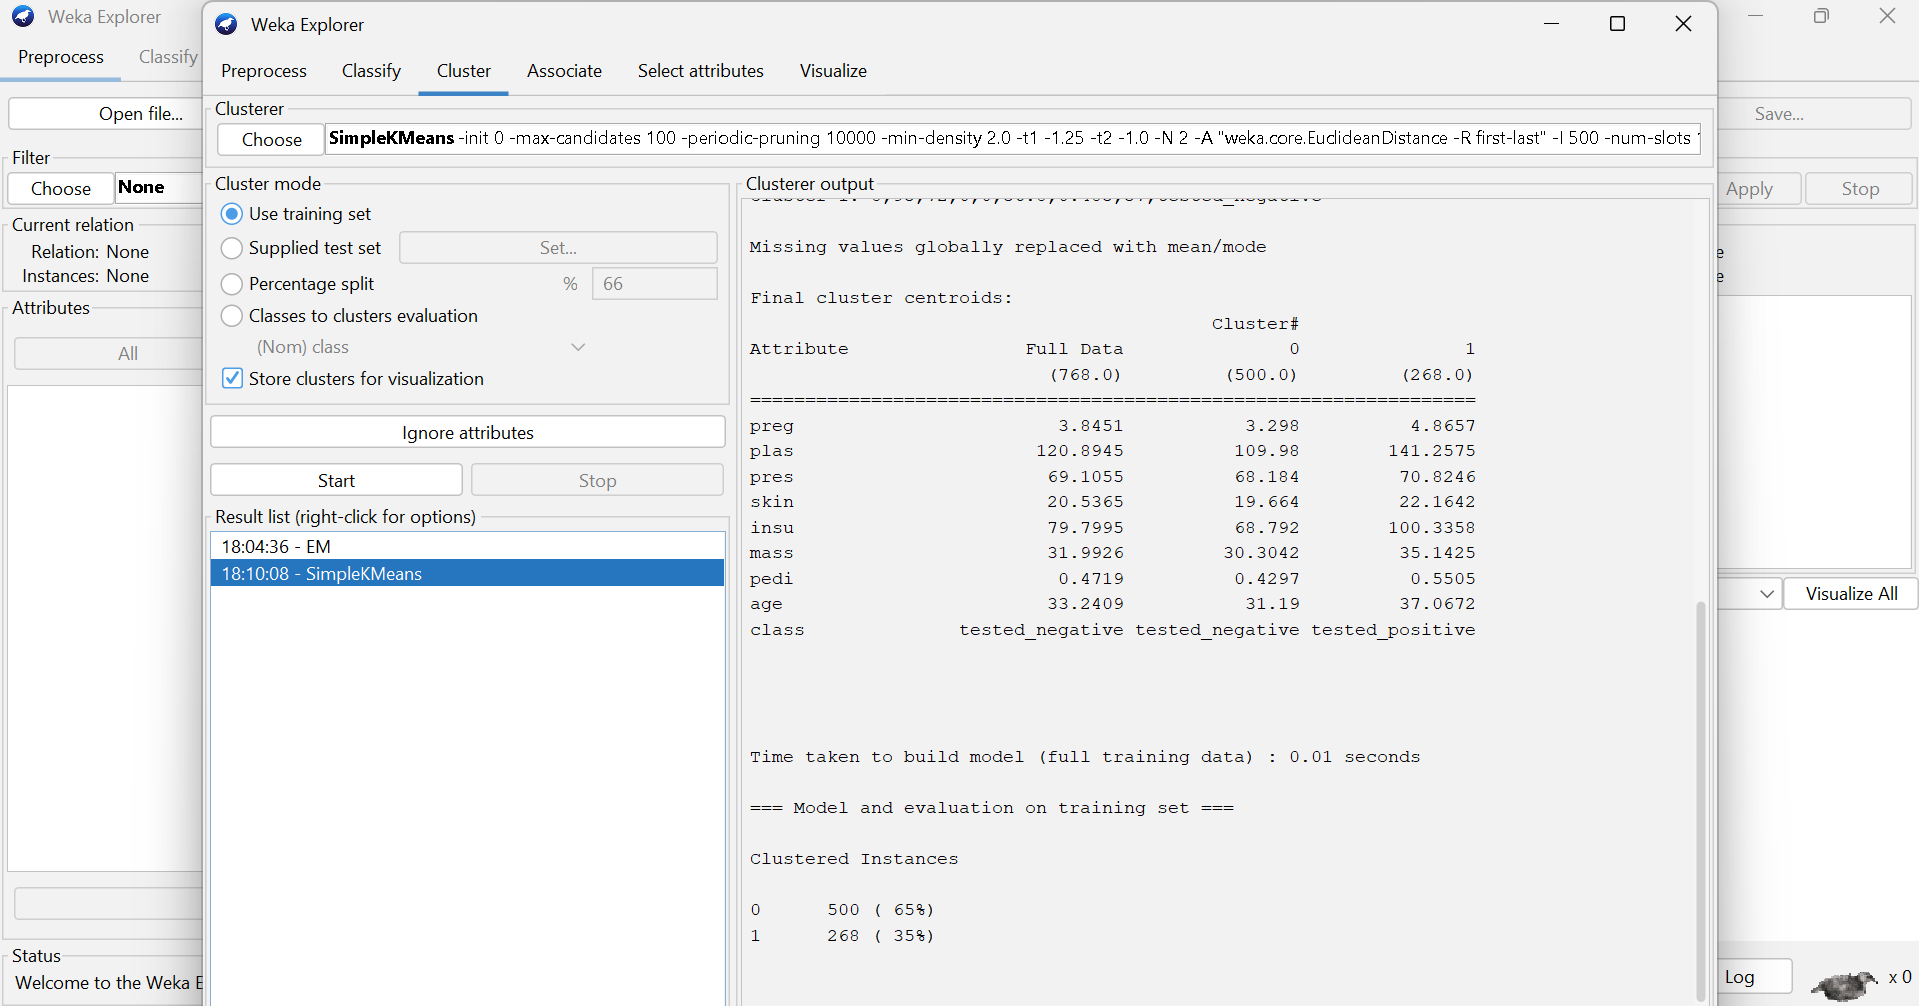 Weka Explorer
Preprocess
Classify
Open file...
Filter
Choose
None
Current relation
Relation: None
Instances: None
Attributes
All
Status
Welcome to the Weka E
Weka Explorer
Preprocess
Classify
Cluster
Associate
Select attributes
Visualize
Clusterer
Choose
SimpleKMeans -init 0 -max-candidates 100 -periodic-pruning 10000 -min-density 2.0 -t1 -1.25 -t2 -1.0 -N 2 -A "weka.core.EuclideanDistance -R first-last" -I 500 -num-slots
Cluster mode
Use training set
Supplied test set
Set...
Percentage split
% 66
Classes to clusters evaluation
(Nom) class
Store clusters for visualization
Ignore attributes
Start
Stop
Result list (right-click for options)
18:04:36 - EM
18:10:08 - SimpleKMeans
Clusterer output
Missing values globally replaced with mean/mode
Final cluster centroids:
Cluster#
Attribute Full Data 0 1
(768.0) (500.0) (268.0)
==================================================================
preg 3.8451 3.298 4.8657
plas 120.8945 109.98 141.2575
pres 69.1055 68.184 70.8246
skin 20.5365 19.664 22.1642
insu 79.7995 68.792 100.3358
mass 31.9926 30.3042 35.1425
pedi 0.4719 0.4297 0.5505
age 33.2409 31.19 37.0672
class tested_negative tested_negative tested_positive
Time taken to build model (full training data) : 0.01 seconds
=== Model and evaluation on training set ===
Clustered Instances
0 500 ( 65%)
1 268 ( 35%)
Save...
Apply
Stop
e
e
Visualize All
Log
x 0